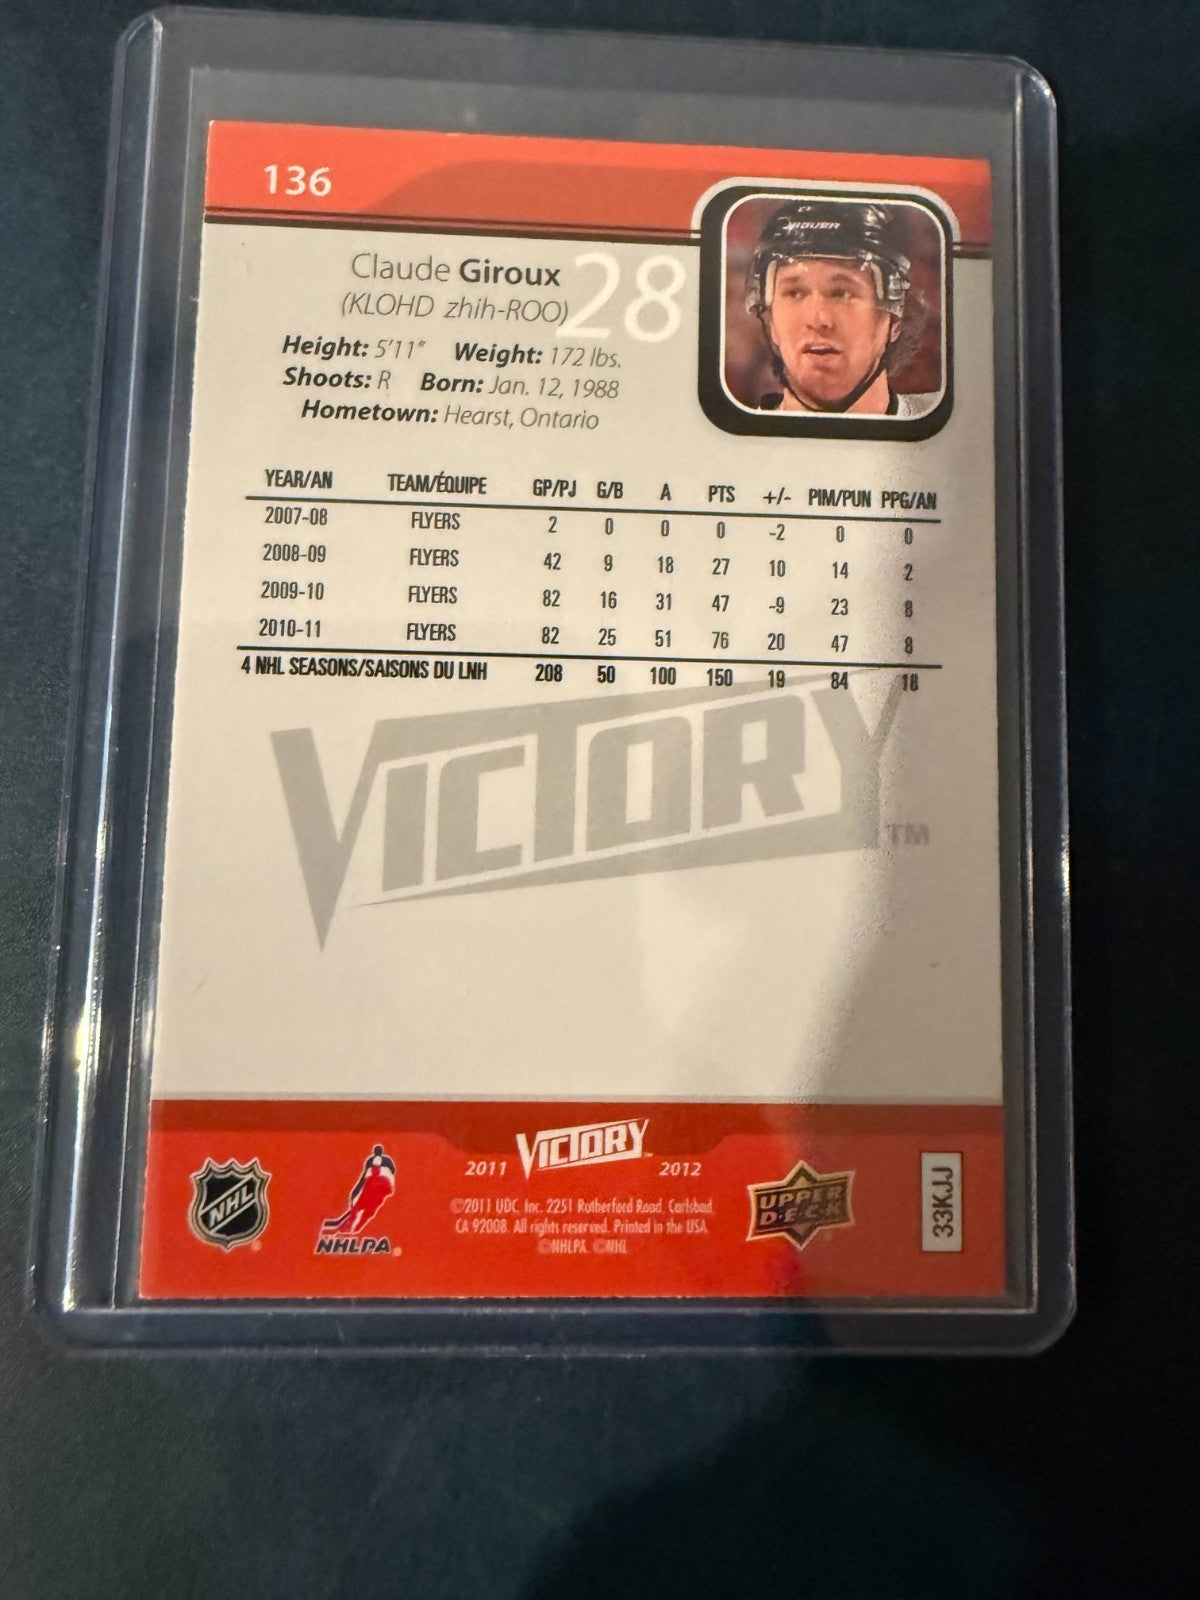 136
Claude Giroux
28
(KLOHD zhih-ROO)
Height: 5'11" Weight: 172 lbs.
Shoots: R Born: Jan. 12, 1988
Hometown: Hearst, Ontario
BAUER
YEAR/AN TEAM/ÉQUIPE GP/PJ G/B A PTS +/- PIM/PUN PPG/AN
2007-08 FLYERS 2 0 0 0 -2 0 0
2008-09 FLYERS 42 9 18 27 10 14 2
2009-10 FLYERS 82 16 31 47 -9 23 8
2010-11 FLYERS 82 25 51 76 20 47 8
4 NHL SEASONS/SAISONS DU LNH 208 50 100 150 19 84 18
VICTORY TM
NHL
NHLPA
2011 VICTORY 2012
©2011 UDC, Inc. 2251 Rutherford Road, Carlsbad,
CA 92008. All rights reserved. Printed in the USA
©NHLPA ©NHL
UPPER
DECK
33KJJ